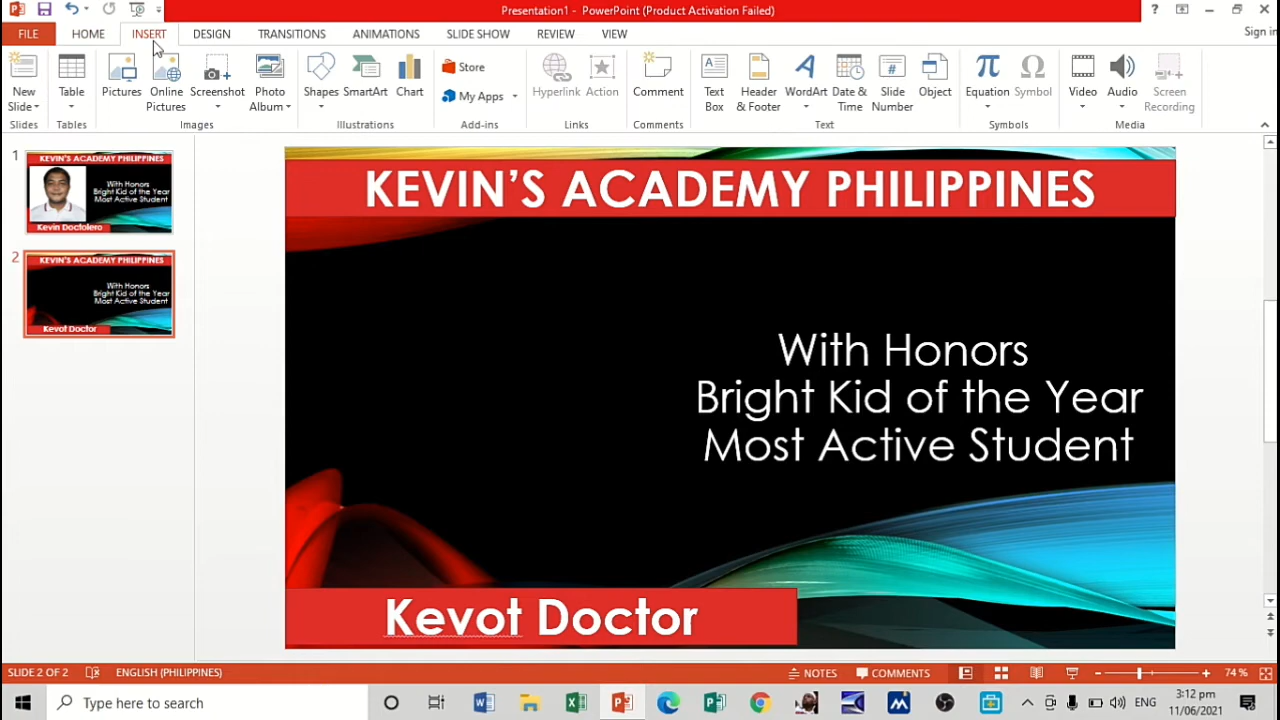 Presentation1 - PowerPoint (Product Activation Failed)
?
FILE HOME INSERT DESIGN TRANSITIONS ANIMATIONS SLIDE SHOW REVIEW VIEW
Sign in
New Slide
Table
Pictures
Online Pictures
Screenshot
Photo Album
Shapes
SmartArt
Chart
Store
My Apps
Hyperlink
Action
Comment
Text Box
Header & Footer
WordArt
Date & Time
Slide Number
Object
Equation
Symbol
Video
Audio
Screen Recording
Slides Tables Images Illustrations Add-ins Links Comments Text Symbols Media
1
KEVIN'S ACADEMY PHILIPPINES
With Honors
Bright Kid of the Year
Most Active Student
Kevin Doctolero
2
KEVIN'S ACADEMY PHILIPPINES
With Honors
Bright Kid of the Year
Most Active Student
Kevot Doctor
KEVIN'S ACADEMY PHILIPPINES
With Honors
Bright Kid of the Year
Most Active Student
Kevot Doctor
SLIDE 2 OF 2 ENGLISH (PHILIPPINES) NOTES COMMENTS 74 %
Type here to search
ENG
3:12 pm
11/06/2021